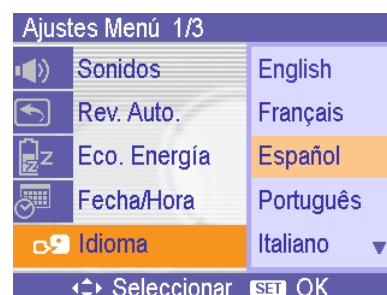 Ajustes Menú 1/3
Sonidos
English
Rev. Auto.
Français
Eco. Energía
Español
Fecha/Hora
Português
Idioma
Italiano
Seleccionar SET OK